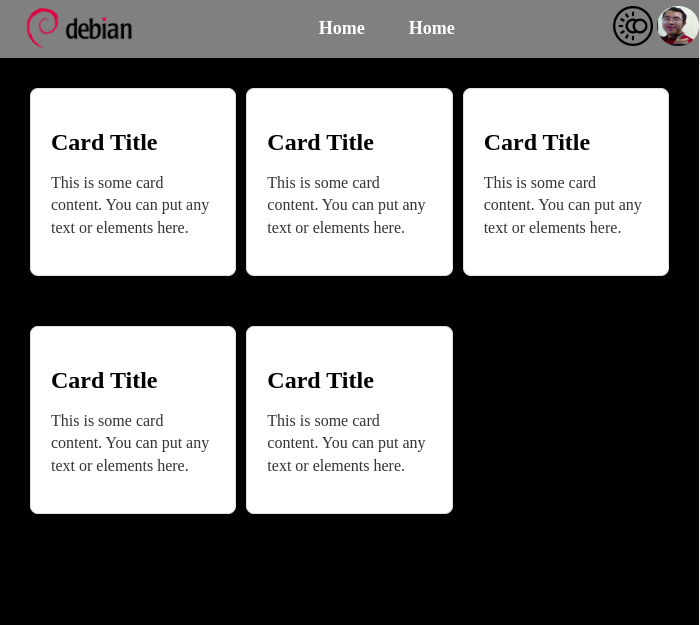 debian
Home Home
Card Title Card Title Card Title
This is some card This is some card This is some card
content. You can put any content. You can put any content. You can put any
text or elements here. text or elements here. text or elements here.
Card Title Card Title
This is some card This is some card
content. You can put any content. You can put any
text or elements here. text or elements here.